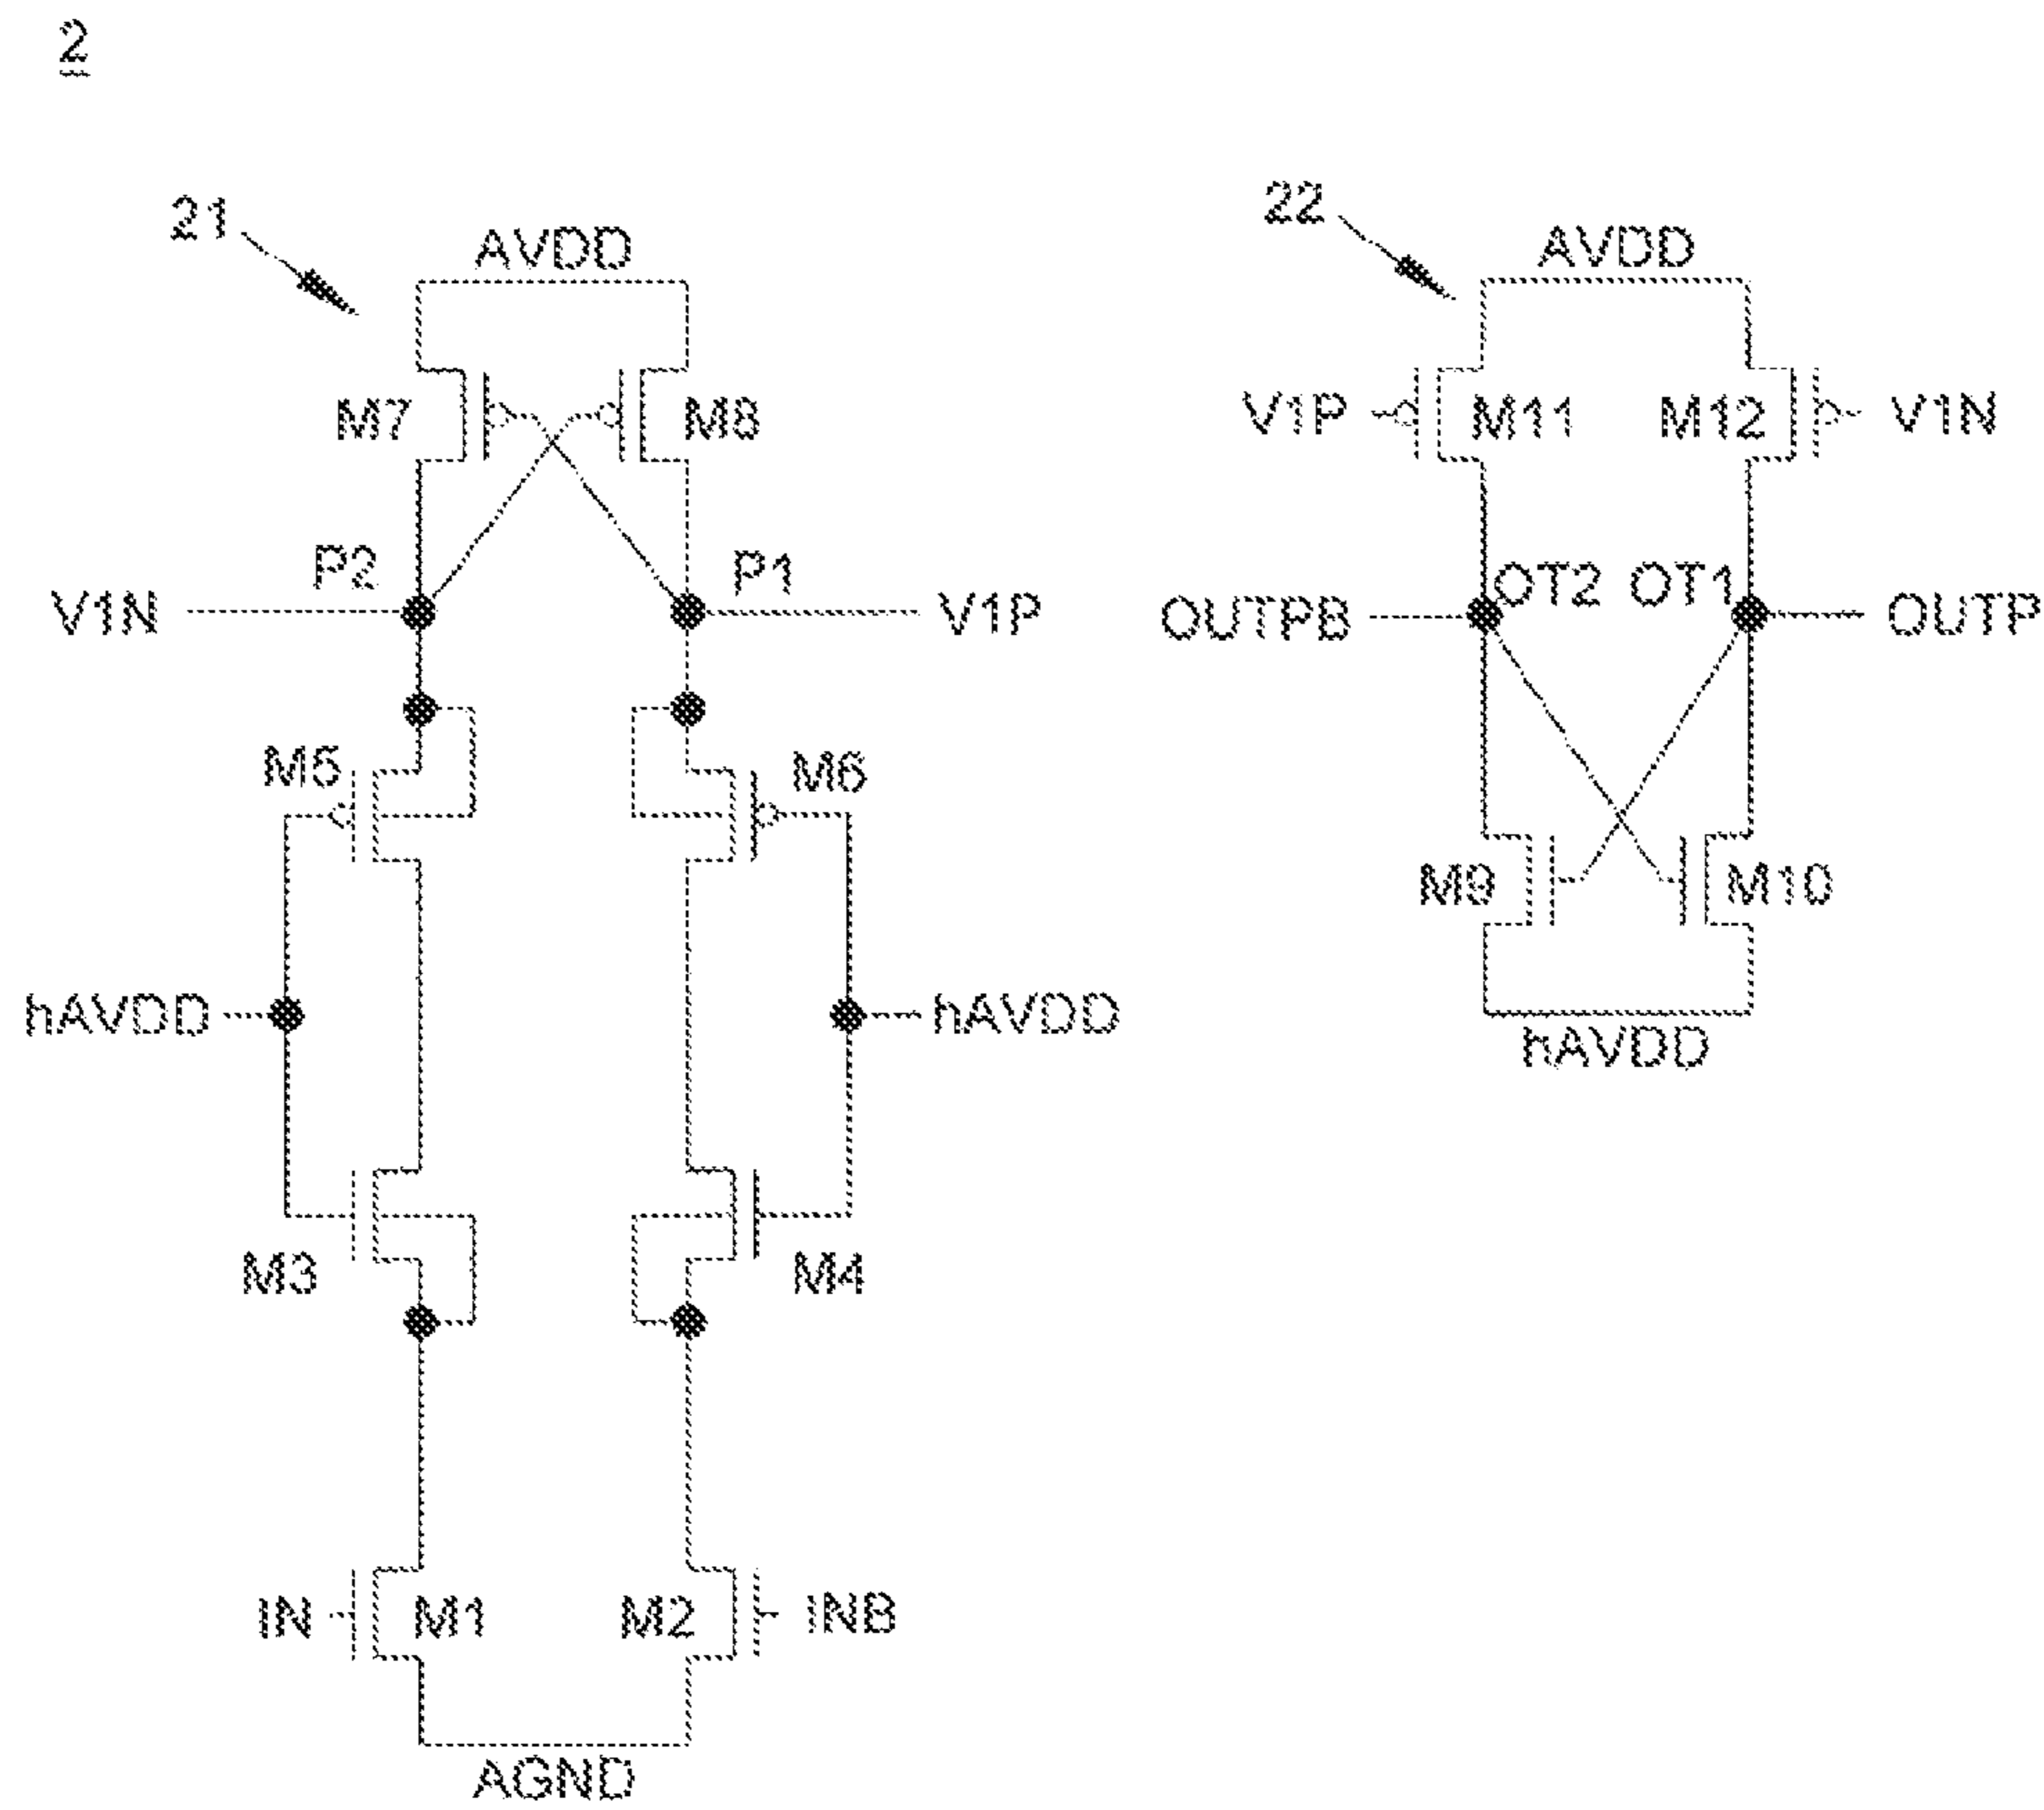 2
21
AVDD
22
AVDD
M7
M8
V1P
M11
M12
V1N
P2
P1
V1N
V1P
OUTPB
OT2
OT1
OUTP
M5
M6
M9
M10
hAVDD
hAVDD
hAVDD
M3
M4
IN
M1
M2
INB
AGND